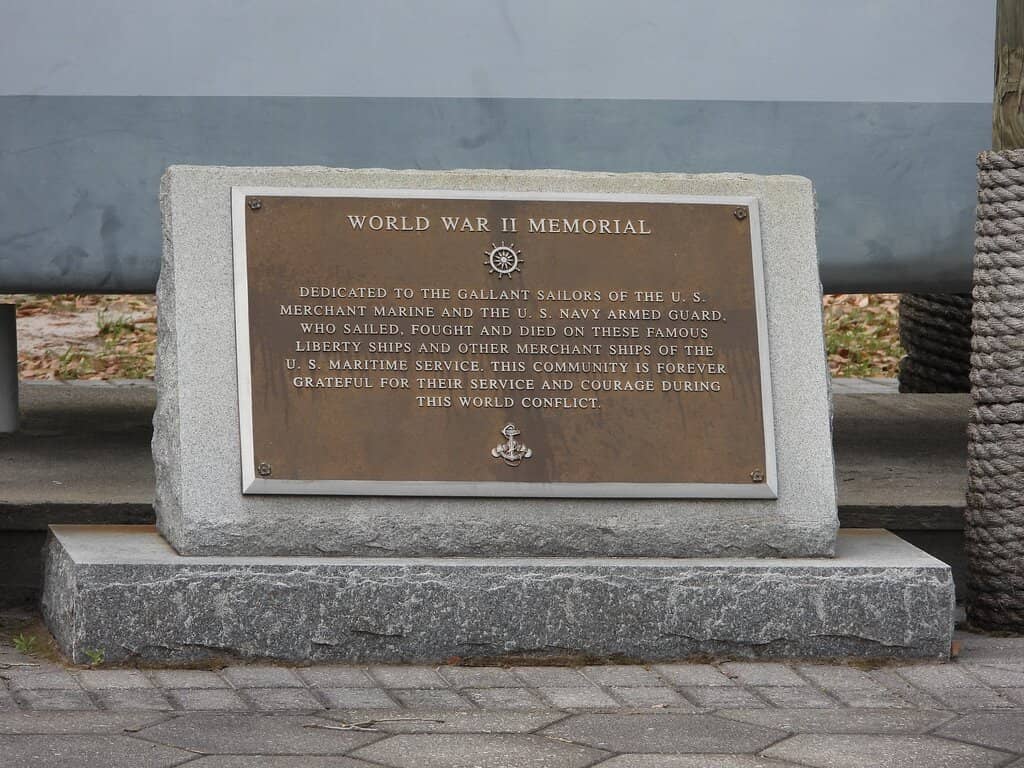 WORLD WAR II MEMORIAL
DEDICATED TO THE GALLANT SAILORS OF THE U. S.
MERCHANT MARINE AND THE U. S. NAVY ARMED GUARD,
WHO SAILED, FOUGHT AND DIED ON THESE FAMOUS
LIBERTY SHIPS AND OTHER MERCHANT SHIPS OF THE
U. S. MARITIME SERVICE. THIS COMMUNITY IS FOREVER
GRATEFUL FOR THEIR SERVICE AND COURAGE DURING
THIS WORLD CONFLICT.